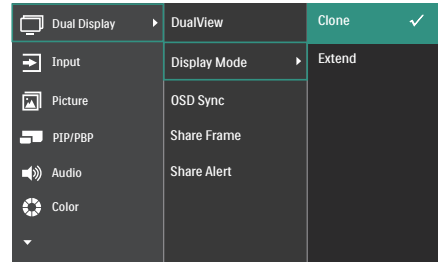 Dual Display
Input
Picture
PIP/PBP
Audio
Color
DualView
Display Mode
OSD Sync
Share Frame
Share Alert
Clone
Extend